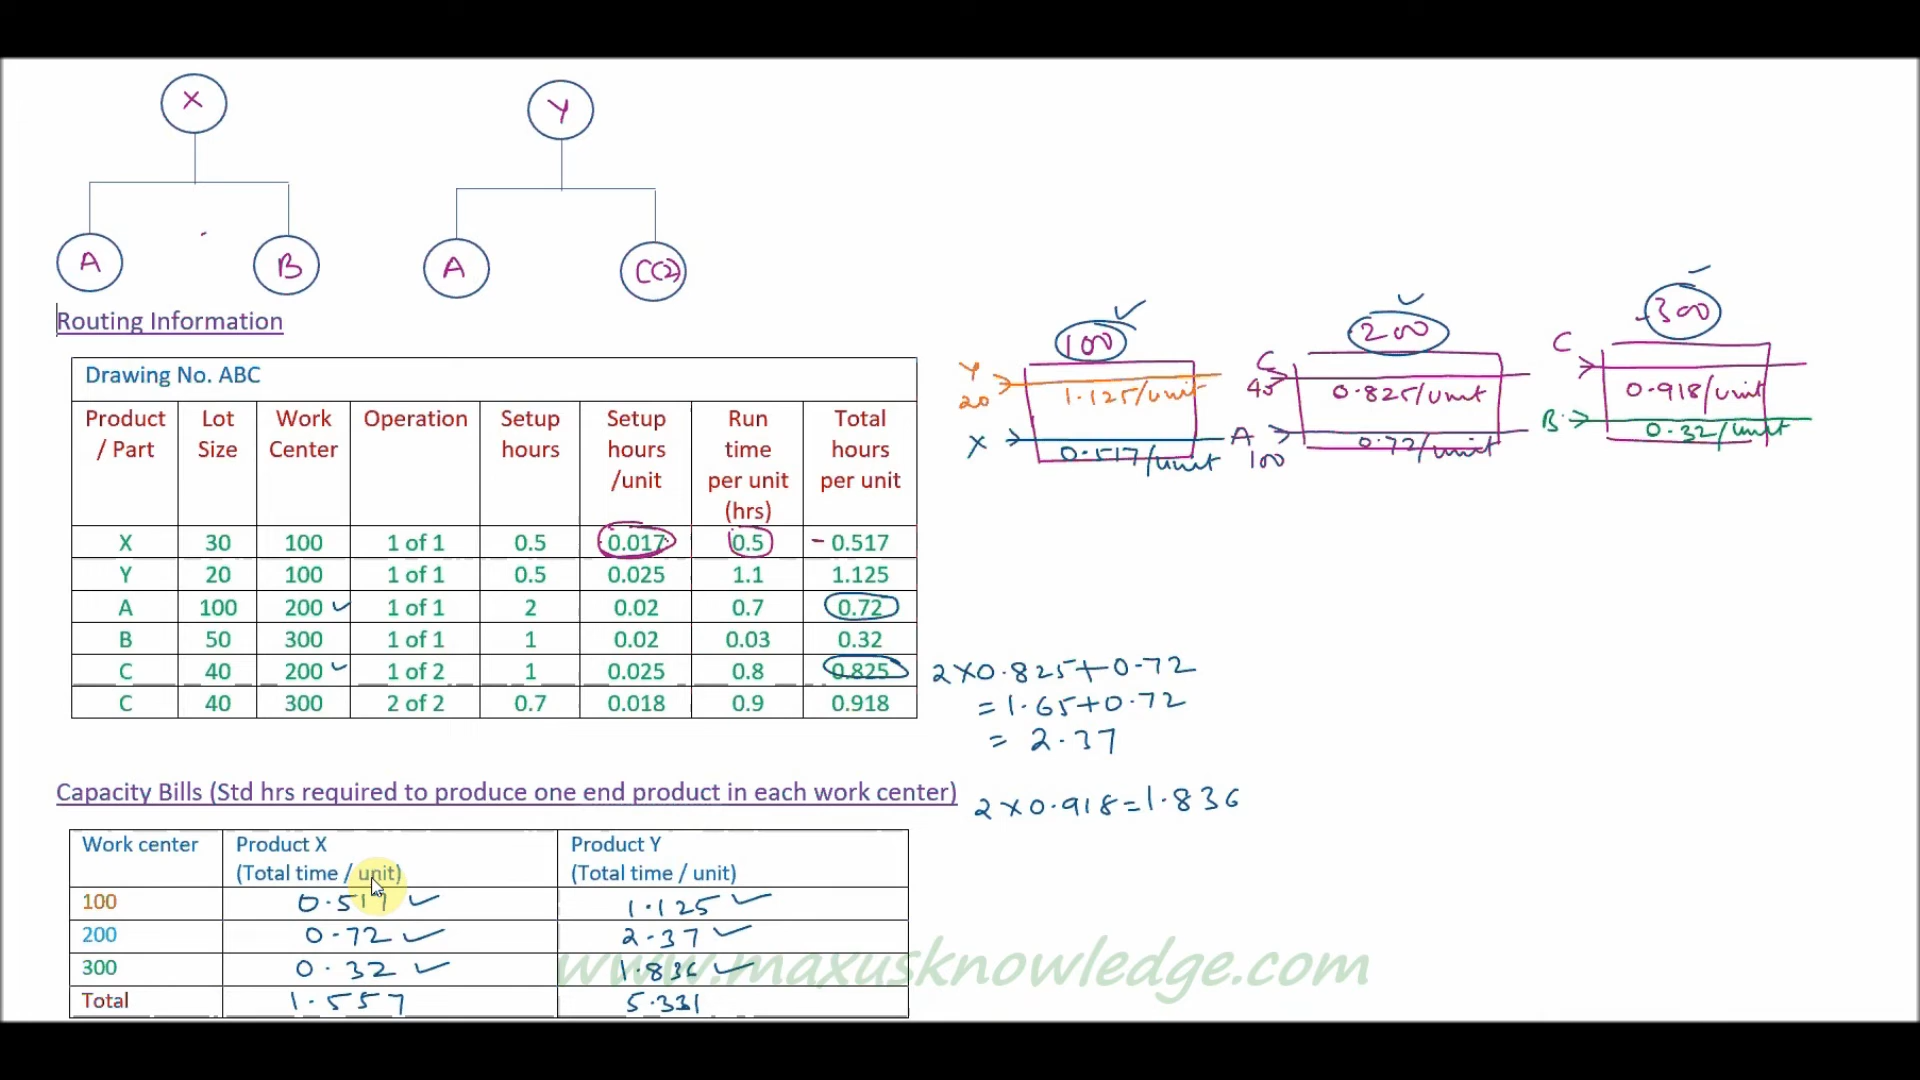 X
Y
A
B
A
C(2)
Routing Information
Drawing No. ABC
Product / Part | Lot Size | Work Center | Operation | Setup hours | Setup hours /unit | Run time per unit (hrs) | Total hours per unit
X | 30 | 100 | 1 of 1 | 0.5 | 0.017 | 0.5 | 0.517
Y | 20 | 100 | 1 of 1 | 0.5 | 0.025 | 1.1 | 1.125
A | 100 | 200 | 1 of 1 | 2 | 0.02 | 0.7 | 0.72
B | 50 | 300 | 1 of 1 | 1 | 0.02 | 0.03 | 0.32
C | 40 | 200 | 1 of 2 | 1 | 0.025 | 0.8 | 0.825
C | 40 | 300 | 2 of 2 | 0.7 | 0.018 | 0.9 | 0.918
100
Y
20
1.125/unit
X
0.517/unit
200
C
45
0.825/unit
A
100
0.72/unit
300
C
0.918/unit
B
0.32/unit
2×0.825+0.72
=1.65+0.72
= 2.37
Capacity Bills (Std hrs required to produce one end product in each work center)
2×0.918=1.836
Work center | Product X (Total time / unit) | Product Y (Total time / unit)
100 | 0.517 | 1.125
200 | 0.72 | 2.37
300 | 0.32 | 1.836
Total | 1.557 | 5.331
www.maxusknowledge.com